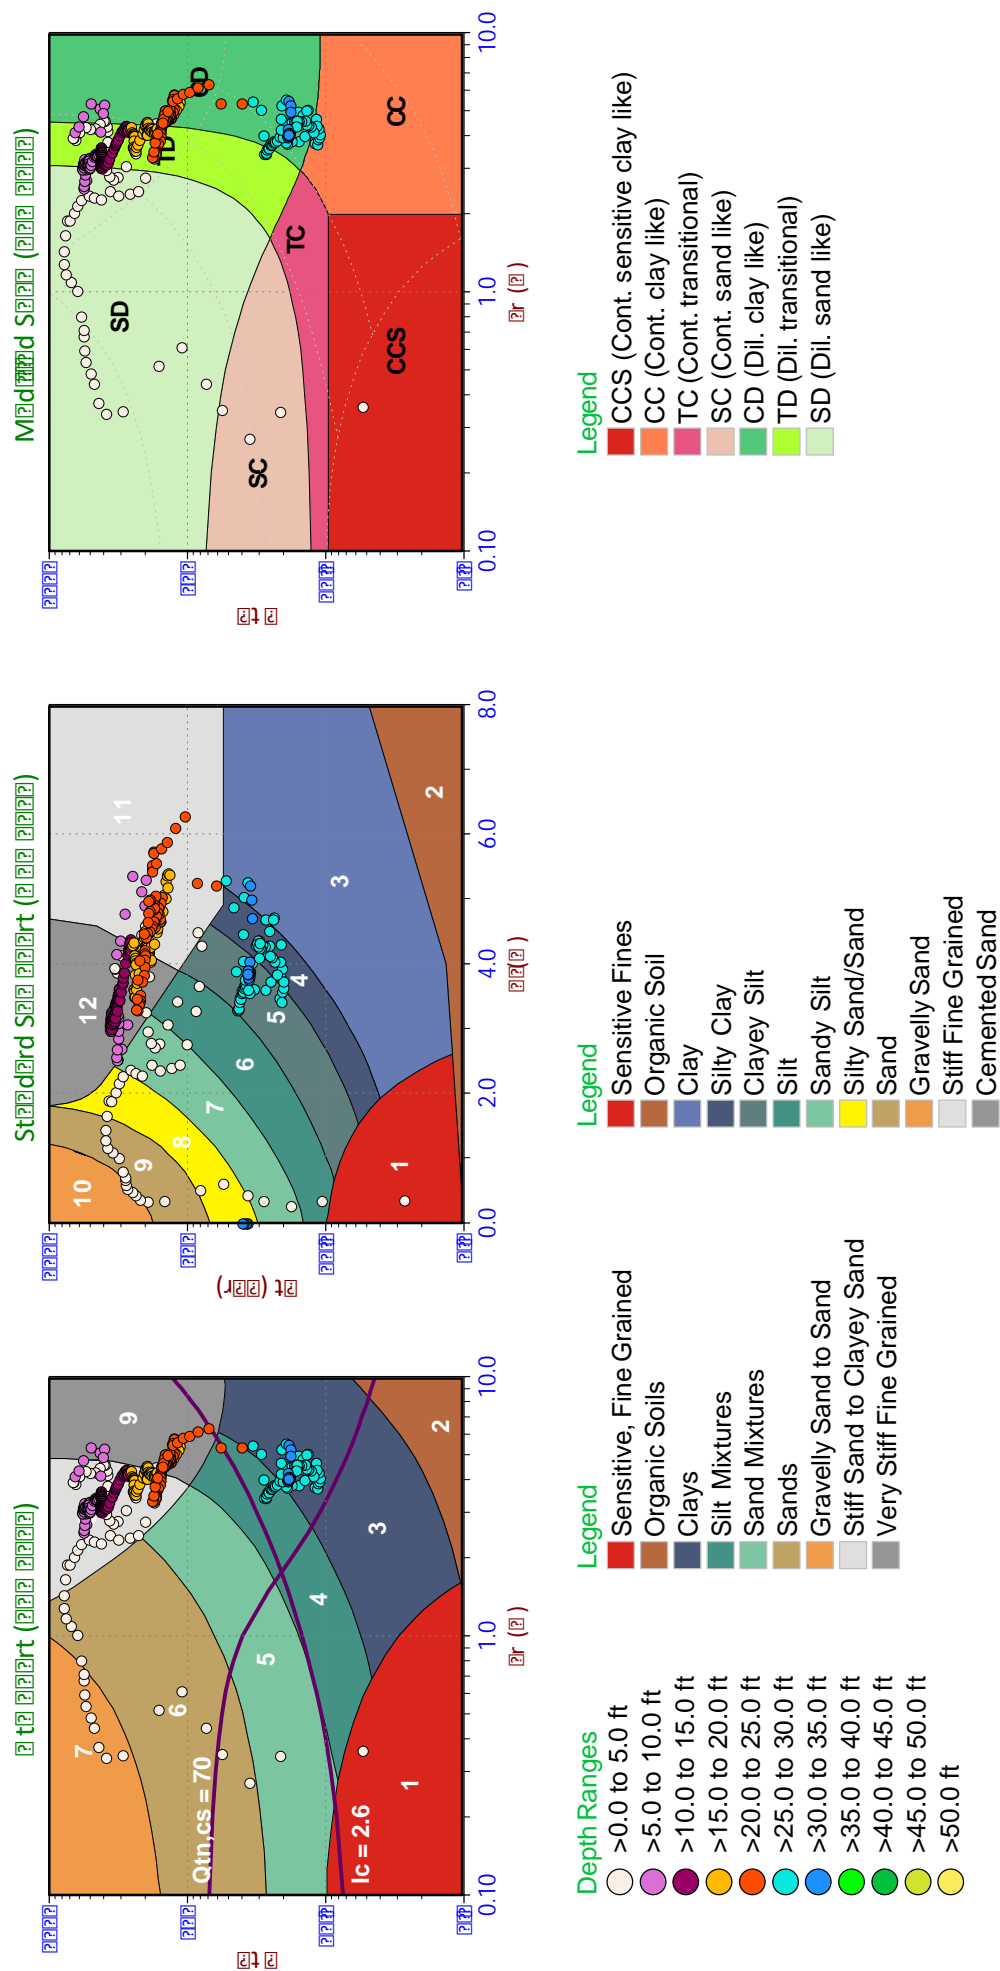 Qtn,cs = 70
Ic = 2.6
7
6
5
4
3
2
1
9
0.10
1.0
10.0
10
9
8
7
6
5
4
3
2
1
12
11
0.0
2.0
4.0
6.0
8.0
SD
TD
CD
SC
TC
CCS
CC
0.10
1.0
10.0
Depth Ranges
>0.0 to 5.0 ft
>5.0 to 10.0 ft
>10.0 to 15.0 ft
>15.0 to 20.0 ft
>20.0 to 25.0 ft
>25.0 to 30.0 ft
>30.0 to 35.0 ft
>35.0 to 40.0 ft
>40.0 to 45.0 ft
>45.0 to 50.0 ft
>50.0 ft
Legend
Sensitive, Fine Grained
Organic Soils
Clays
Silt Mixtures
Sand Mixtures
Sands
Gravelly Sand to Sand
Stiff Sand to Clayey Sand
Very Stiff Fine Grained
Legend
Sensitive Fines
Organic Soil
Clay
Silty Clay
Clayey Silt
Silt
Sandy Silt
Silty Sand/Sand
Sand
Gravelly Sand
Stiff Fine Grained
Cemented Sand
Legend
CCS (Cont. sensitive clay like)
CC (Cont. clay like)
TC (Cont. transitional)
SC (Cont. sand like)
CD (Dil. clay like)
TD (Dil. transitional)
SD (Dil. sand like)